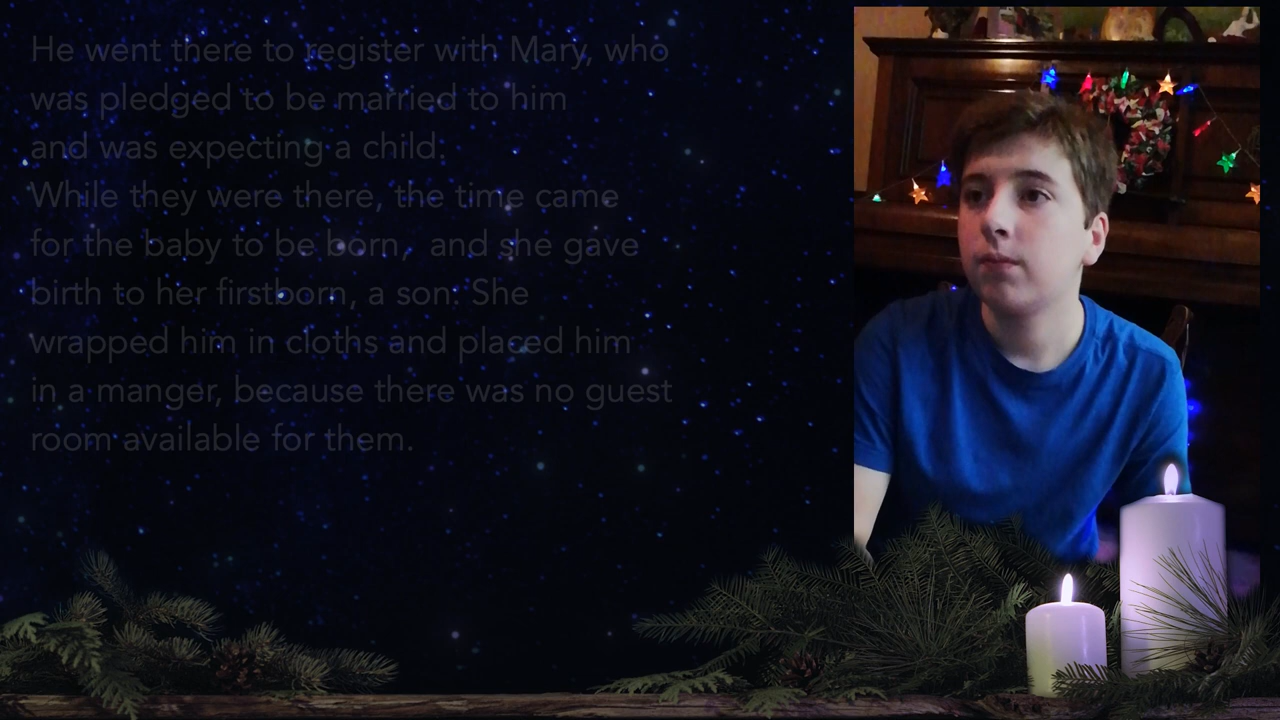 He went there to register with Mary, who
was pledged to be married to him
and was expecting a child.
While they were there, the time came
for the baby to be born, and she gave
birth to her firstborn, a son. She
wrapped him in cloths and placed him
in a manger, because there was no guest
room available for them.